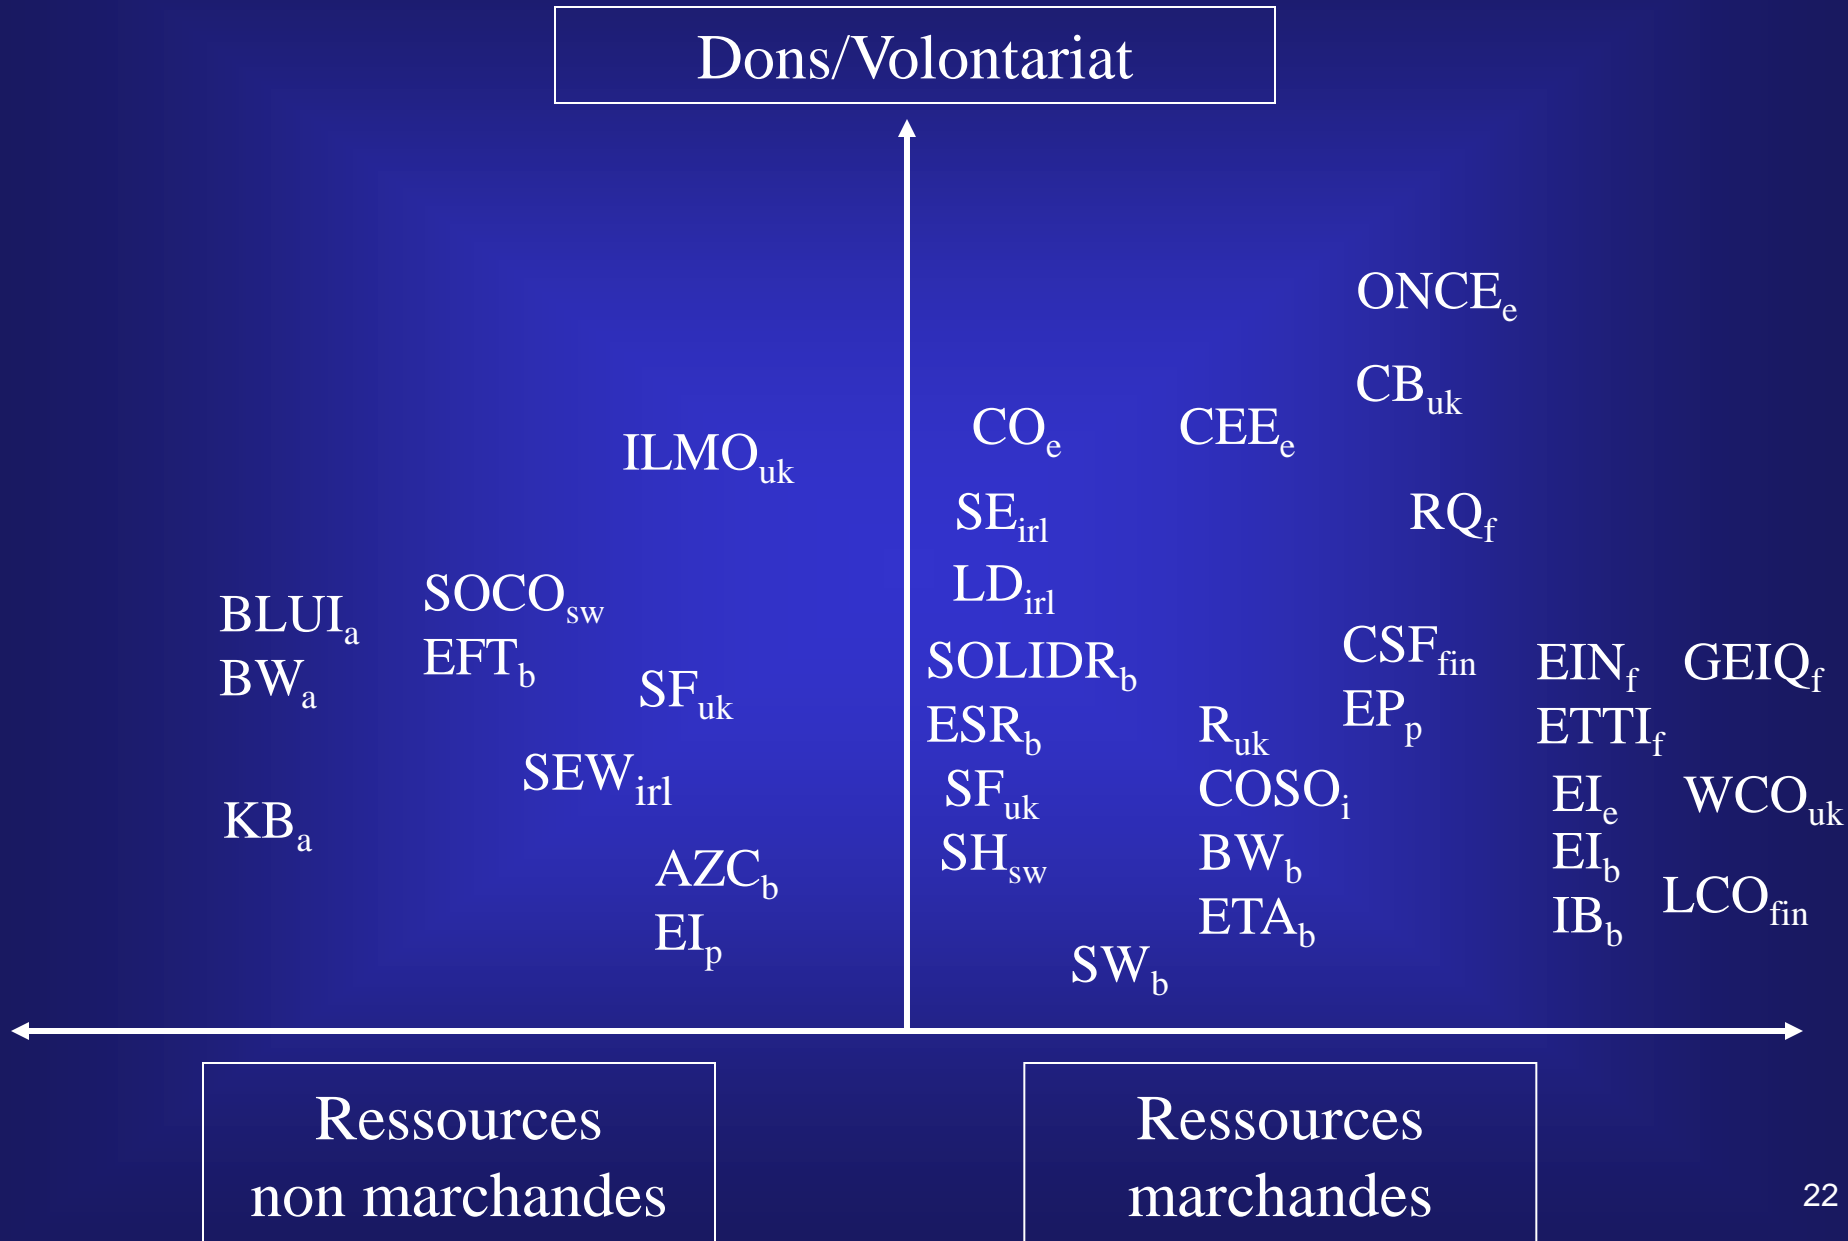 Dons/Volontariat
ONCEe
CBuk
COe
CEEe
ILMOuk
SEirl
RQf
LDirl
SOCOsw
BLUIa
EFTb
BWa
SFuk
SOLIDRb
CSFfin
EINf
GEIQf
ESRb
Ruk
EPp
ETTIf
SEWirl
SFuk
COSOi
EIe
WCOuk
KBa
SHsw
BWb
EIb
AZCb
LCOfin
ETAb
IBb
EIp
SWb
Ressources
non marchandes
Ressources
marchandes
22